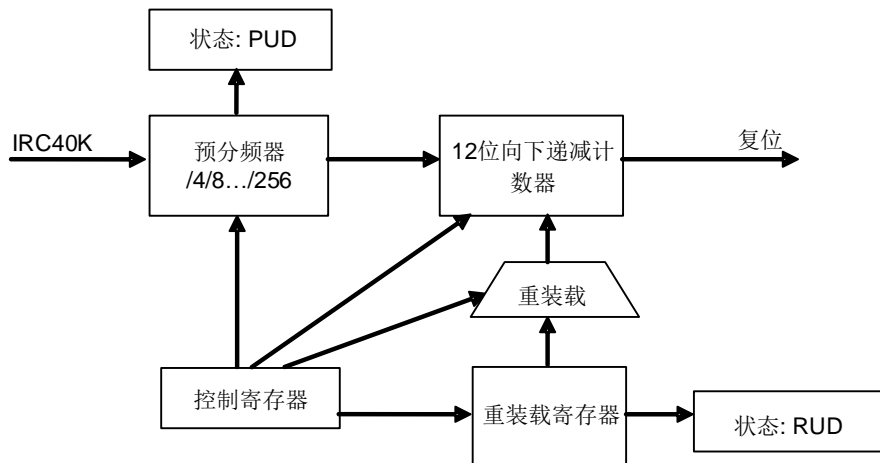 状态: PUD
IRC40K
预分频器
/4/8…/256
12位向下递减计
数器
复位
重装载
控制寄存器
重装载寄存器
状态: RUD